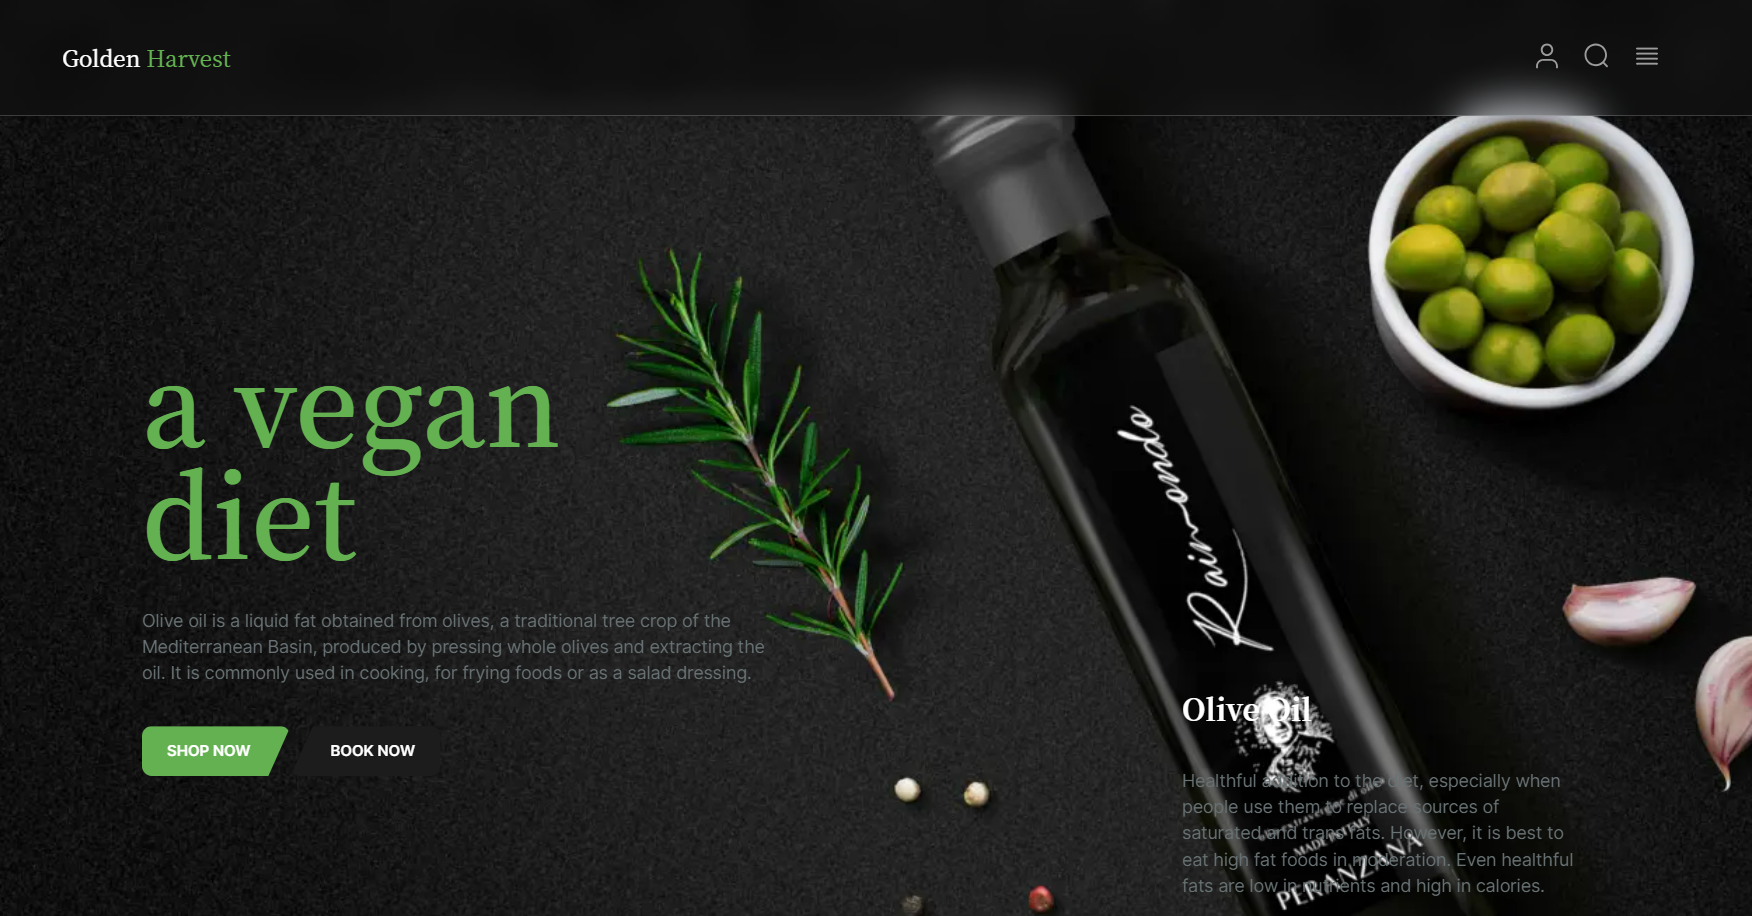 Golden Harvest
a vegan
diet
Olive oil is a liquid fat obtained from olives, a traditional tree crop of the
Mediterranean Basin, produced by pressing whole olives and extracting the
oil. It is commonly used in cooking, for frying foods or as a salad dressing.
SHOP NOW
BOOK NOW
Raimondo
Olive Oil
Healthful addition to the diet, especially when
people use them to replace sources of
saturated and trans fats. However, it is best to
eat high fat foods in moderation. Even healthful
fats are low in nutrients and high in calories.
MADE IN ITALY
PERANZANA